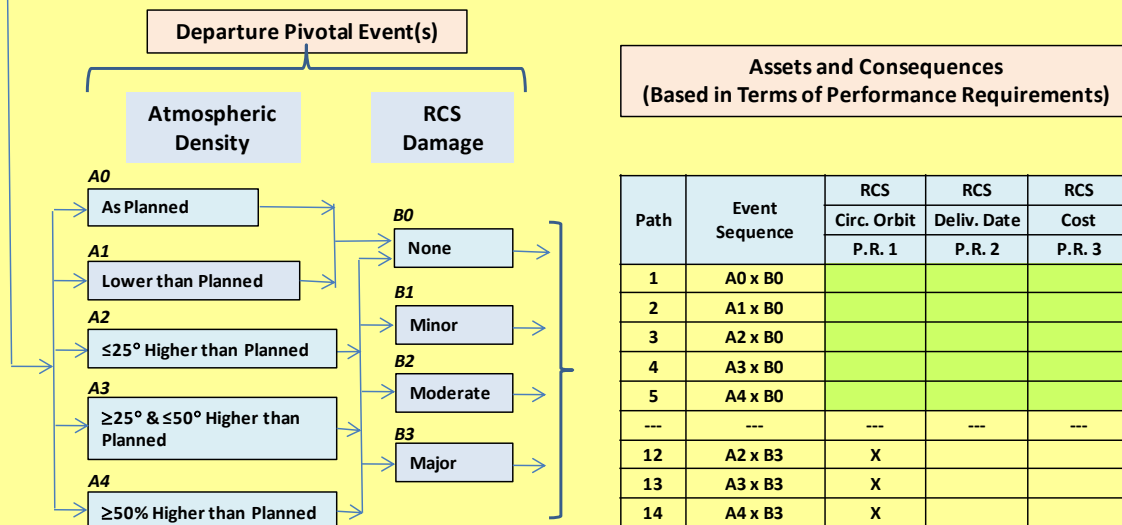 Departure Pivotal Event(s)
Atmospheric
Density
RCS
Damage
A0
As Planned
A1
Lower than Planned
A2
≤25° Higher than Planned
A3
≥25° & ≤50° Higher than
Planned
A4
≥50% Higher than Planned
B0
None
B1
Minor
B2
Moderate
B3
Major
Assets and Consequences
(Based in Terms of Performance Requirements)
Path Event Sequence RCS RCS RCS
Circ. Orbit Deliv. Date Cost
P.R. 1 P.R. 2 P.R. 3
1 A0 x B0
2 A1 x B0
3 A2 x B0
4 A3 x B0
5 A4 x B0
--- --- --- --- ---
12 A2 x B3 X
13 A3 x B3 X
14 A4 x B3 X